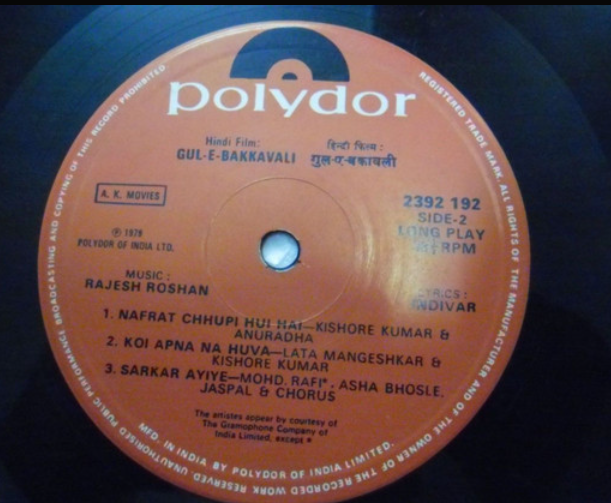 polydor
Hindi Film:
GUL-E-BAKKAVALI
हिन्दी फिल्म :
गुल-ए-बकावली
A. K. MOVIES
2392 192
SIDE-2
LONG PLAY
RPM
℗ 1978
POLYDOR OF INDIA LTD.
MUSIC :
RAJESH ROSHAN
LYRICS :
INDIVAR
1. NAFRAT CHHUPI HUI HAI—KISHORE KUMAR &
ANURADHA
2. KOI APNA NA HUVA—LATA MANGESHKAR &
KISHORE KUMAR
3. SARKAR AYIYE—MOHD. RAFI*, ASHA BHOSLE,
JASPAL & CHORUS
The artistes appear by courtesy of
The Gramophone Company of
India Limited, except *
MFD. IN INDIA BY POLYDOR OF INDIA LIMITED.
REGISTERED TRADE MARK. ALL RIGHTS OF THE MANUFACTURER AND OF THE OWNER OF THE RECORDED WORK RESERVED. UNAUTHORISED PUBLIC PERFORMANCE, BROADCASTING AND COPYING OF THIS RECORD PROHIBITED.